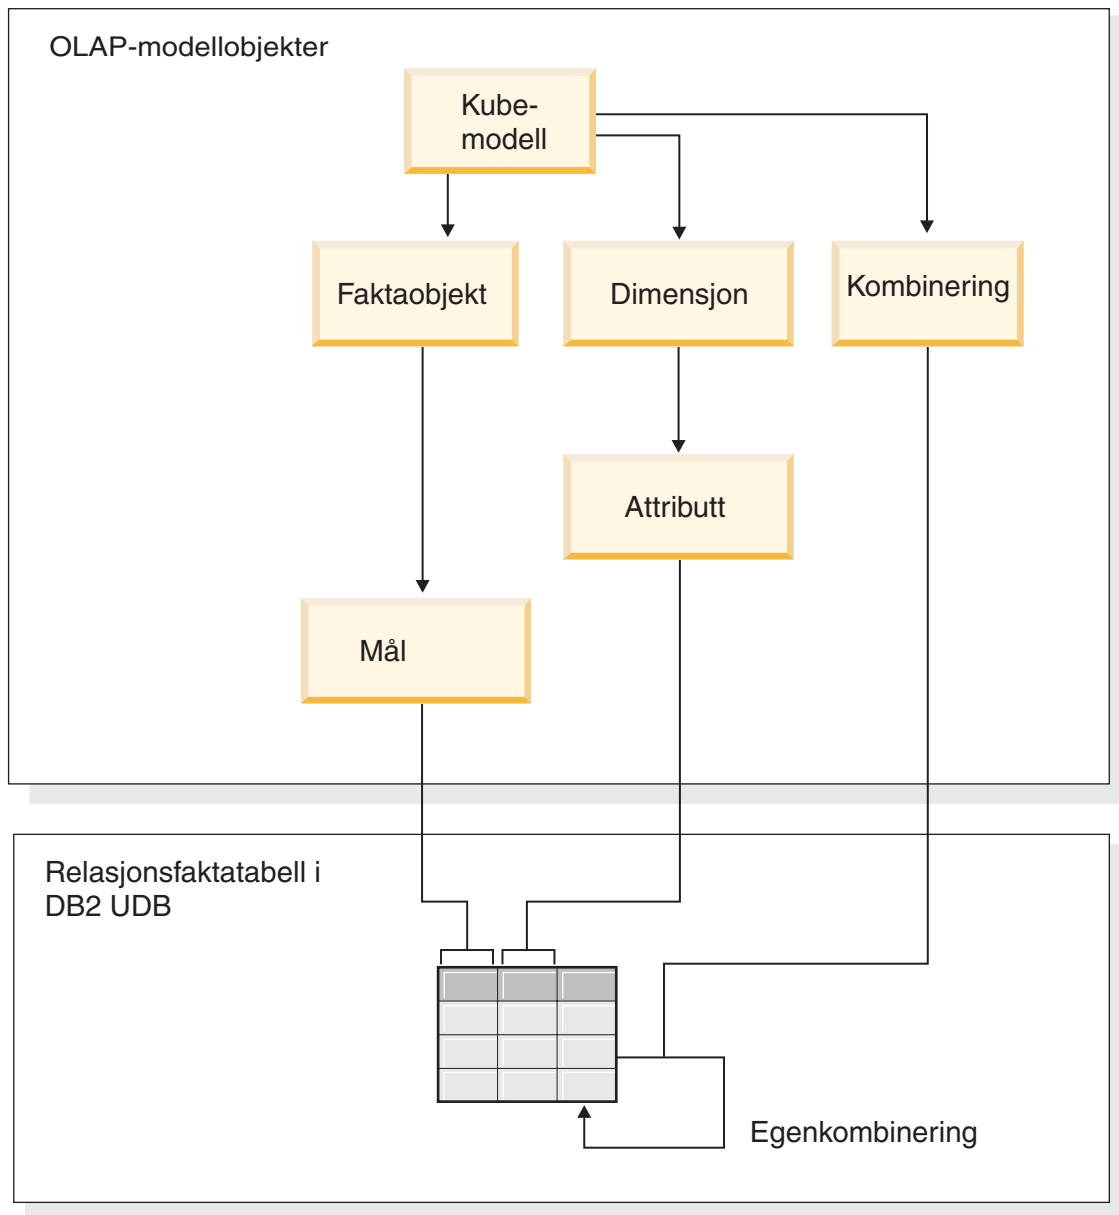 OLAP-modellobjekter
Kube-
modell
Faktaobjekt
Dimensjon
Kombinering
Attributt
Mål
Relasjonsfaktatabell i
DB2 UDB
Egenkombinering